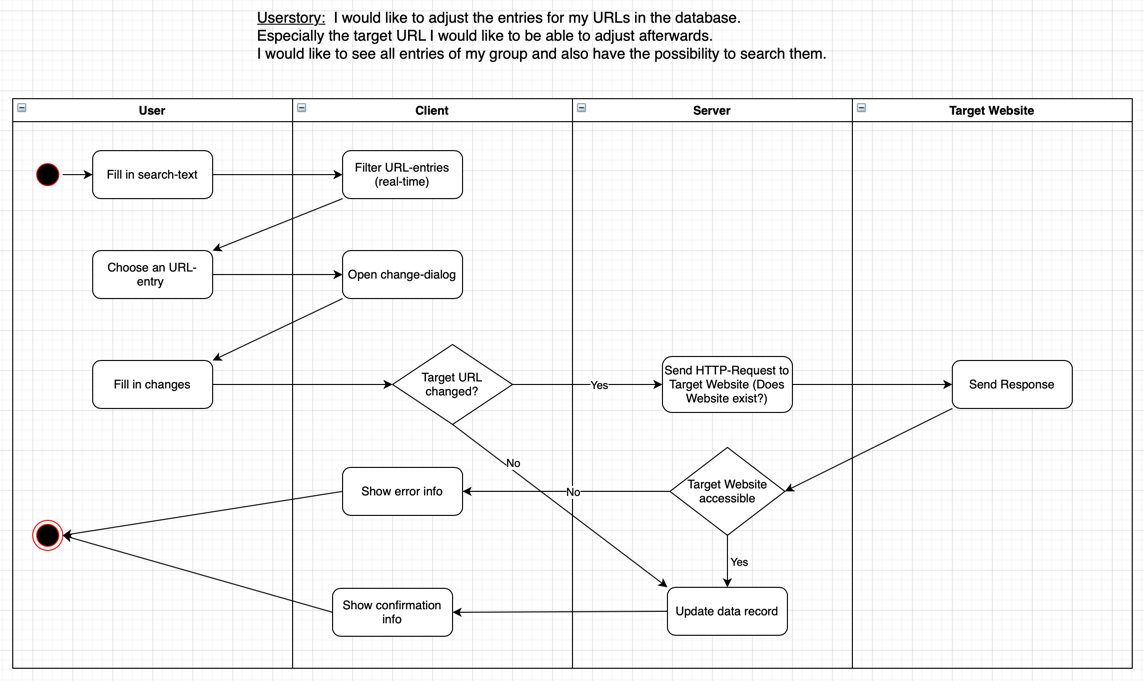 Userstory: I would like to adjust the entries for my URLs in the database.
Especially the target URL I would like to be able to adjust afterwards.
I would like to see all entries of my group and also have the possibility to search them.
User
Client
Server
Target Website
Fill in search-text
Filter URL-entries
(real-time)
Choose an URL-
entry
Open change-dialog
Fill in changes
Target URL
changed?
Yes
Send HTTP-Request to
Target Website (Does
Website exist?)
Send Response
No
Show error info
No
Target Website
accessible
Yes
Show confirmation
info
Update data record